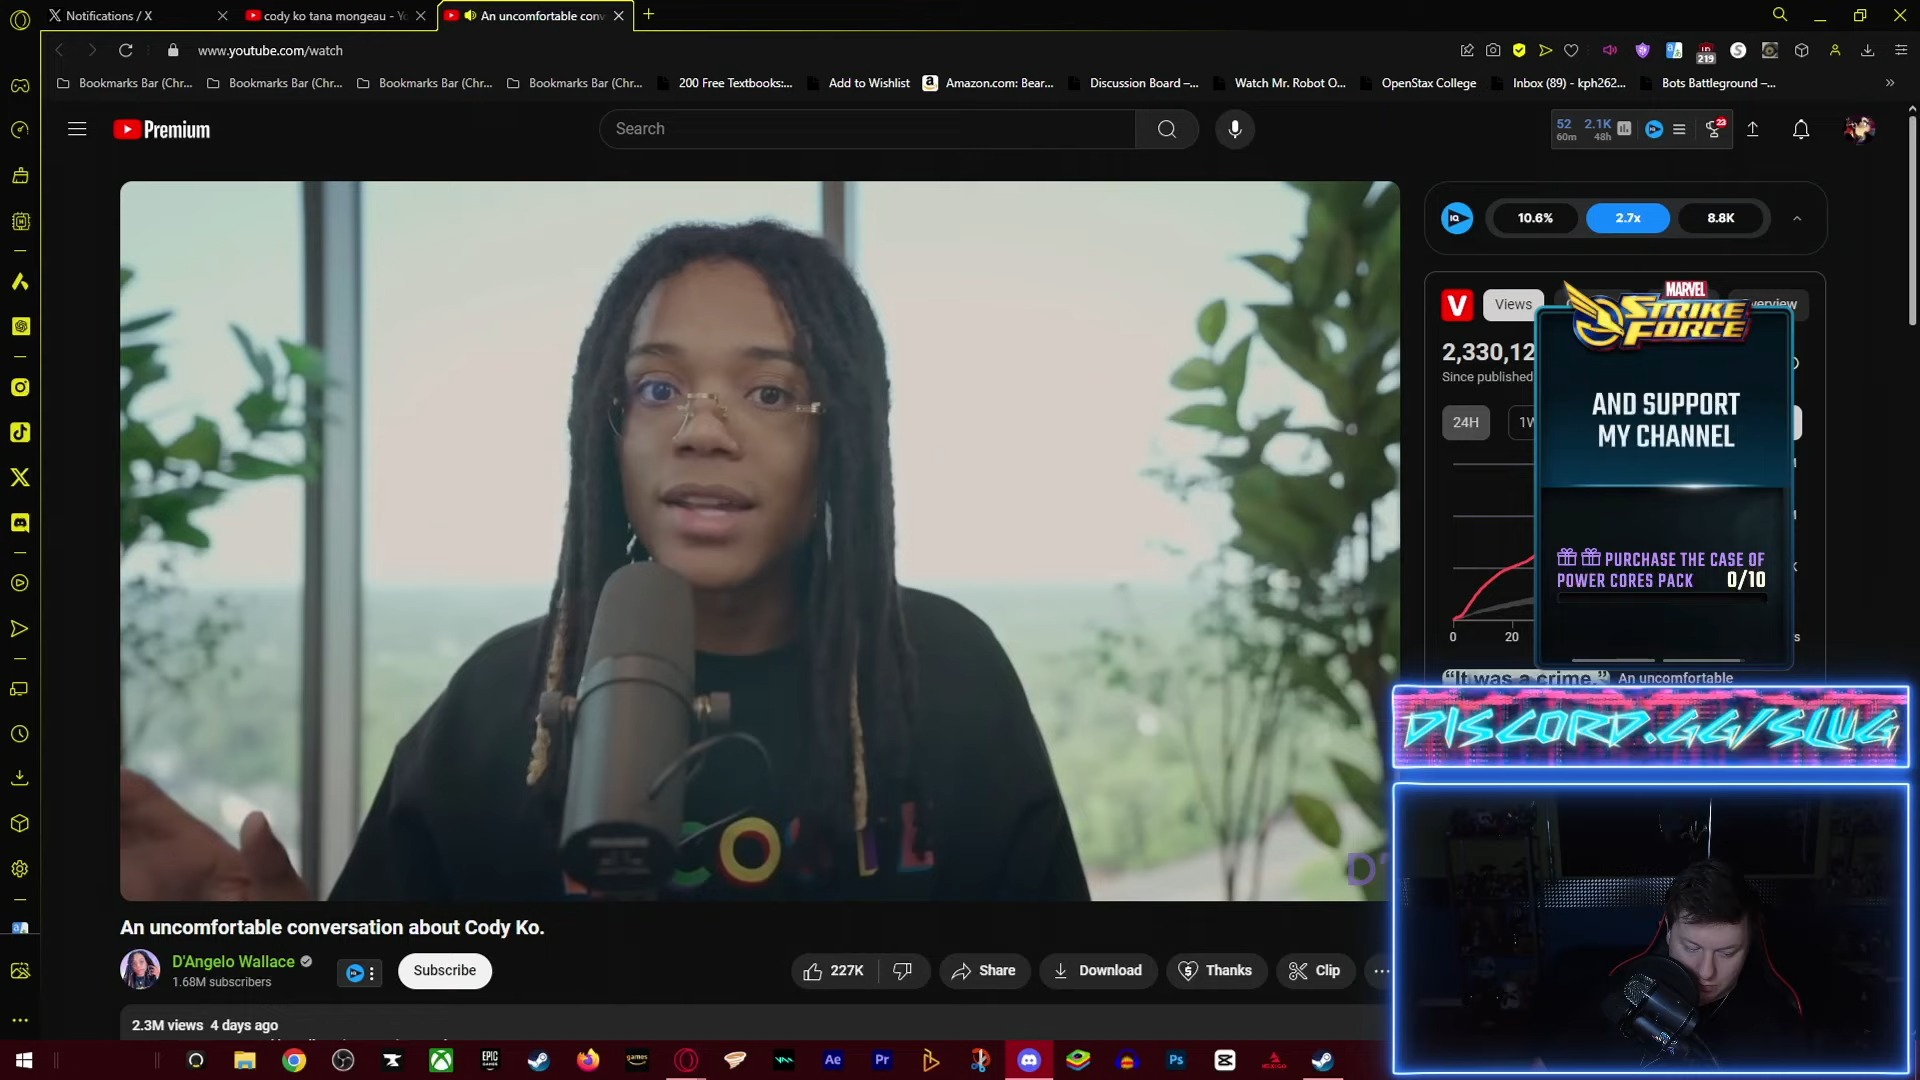 Notifications / X
cody ko tana mongeau - Yo
An uncomfortable conv
www.youtube.com/watch
219
Bookmarks Bar (Chr...
Bookmarks Bar (Chr...
Bookmarks Bar (Chr...
Bookmarks Bar (Chr...
200 Free Textbooks:...
Add to Wishlist
Amazon.com: Bear...
Discussion Board –...
Watch Mr. Robot O...
OpenStax College
Inbox (89) - kph262...
Bots Battleground –...
Premium
Search
52 2.1K
60m 48h
23
10.6%
2.7x
8.8K
Views
verview
2,330,12
Since published
24H
1W
MARVEL
STRIKE
FORCE
AND SUPPORT
MY CHANNEL
PURCHASE THE CASE OF
POWER CORES PACK 0/10
0
20
"It was a crime." An uncomfortable
DISCORD.GG/SLUG
An uncomfortable conversation about Cody Ko.
D'Angelo Wallace
1.68M subscribers
Subscribe
227K
Share
Download
Thanks
Clip
2.3M views 4 days ago